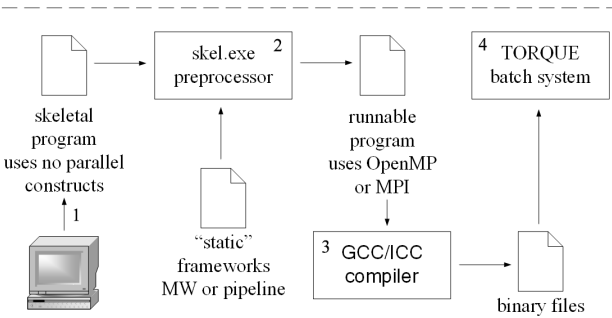 skel.exe
preprocessor
2
4
TORQUE
batch system
skeletal
program
uses no parallel
constructs
runnable
program
uses OpenMP
or MPI
1
"static"
frameworks
MW or pipeline
3
GCC/ICC
compiler
binary files